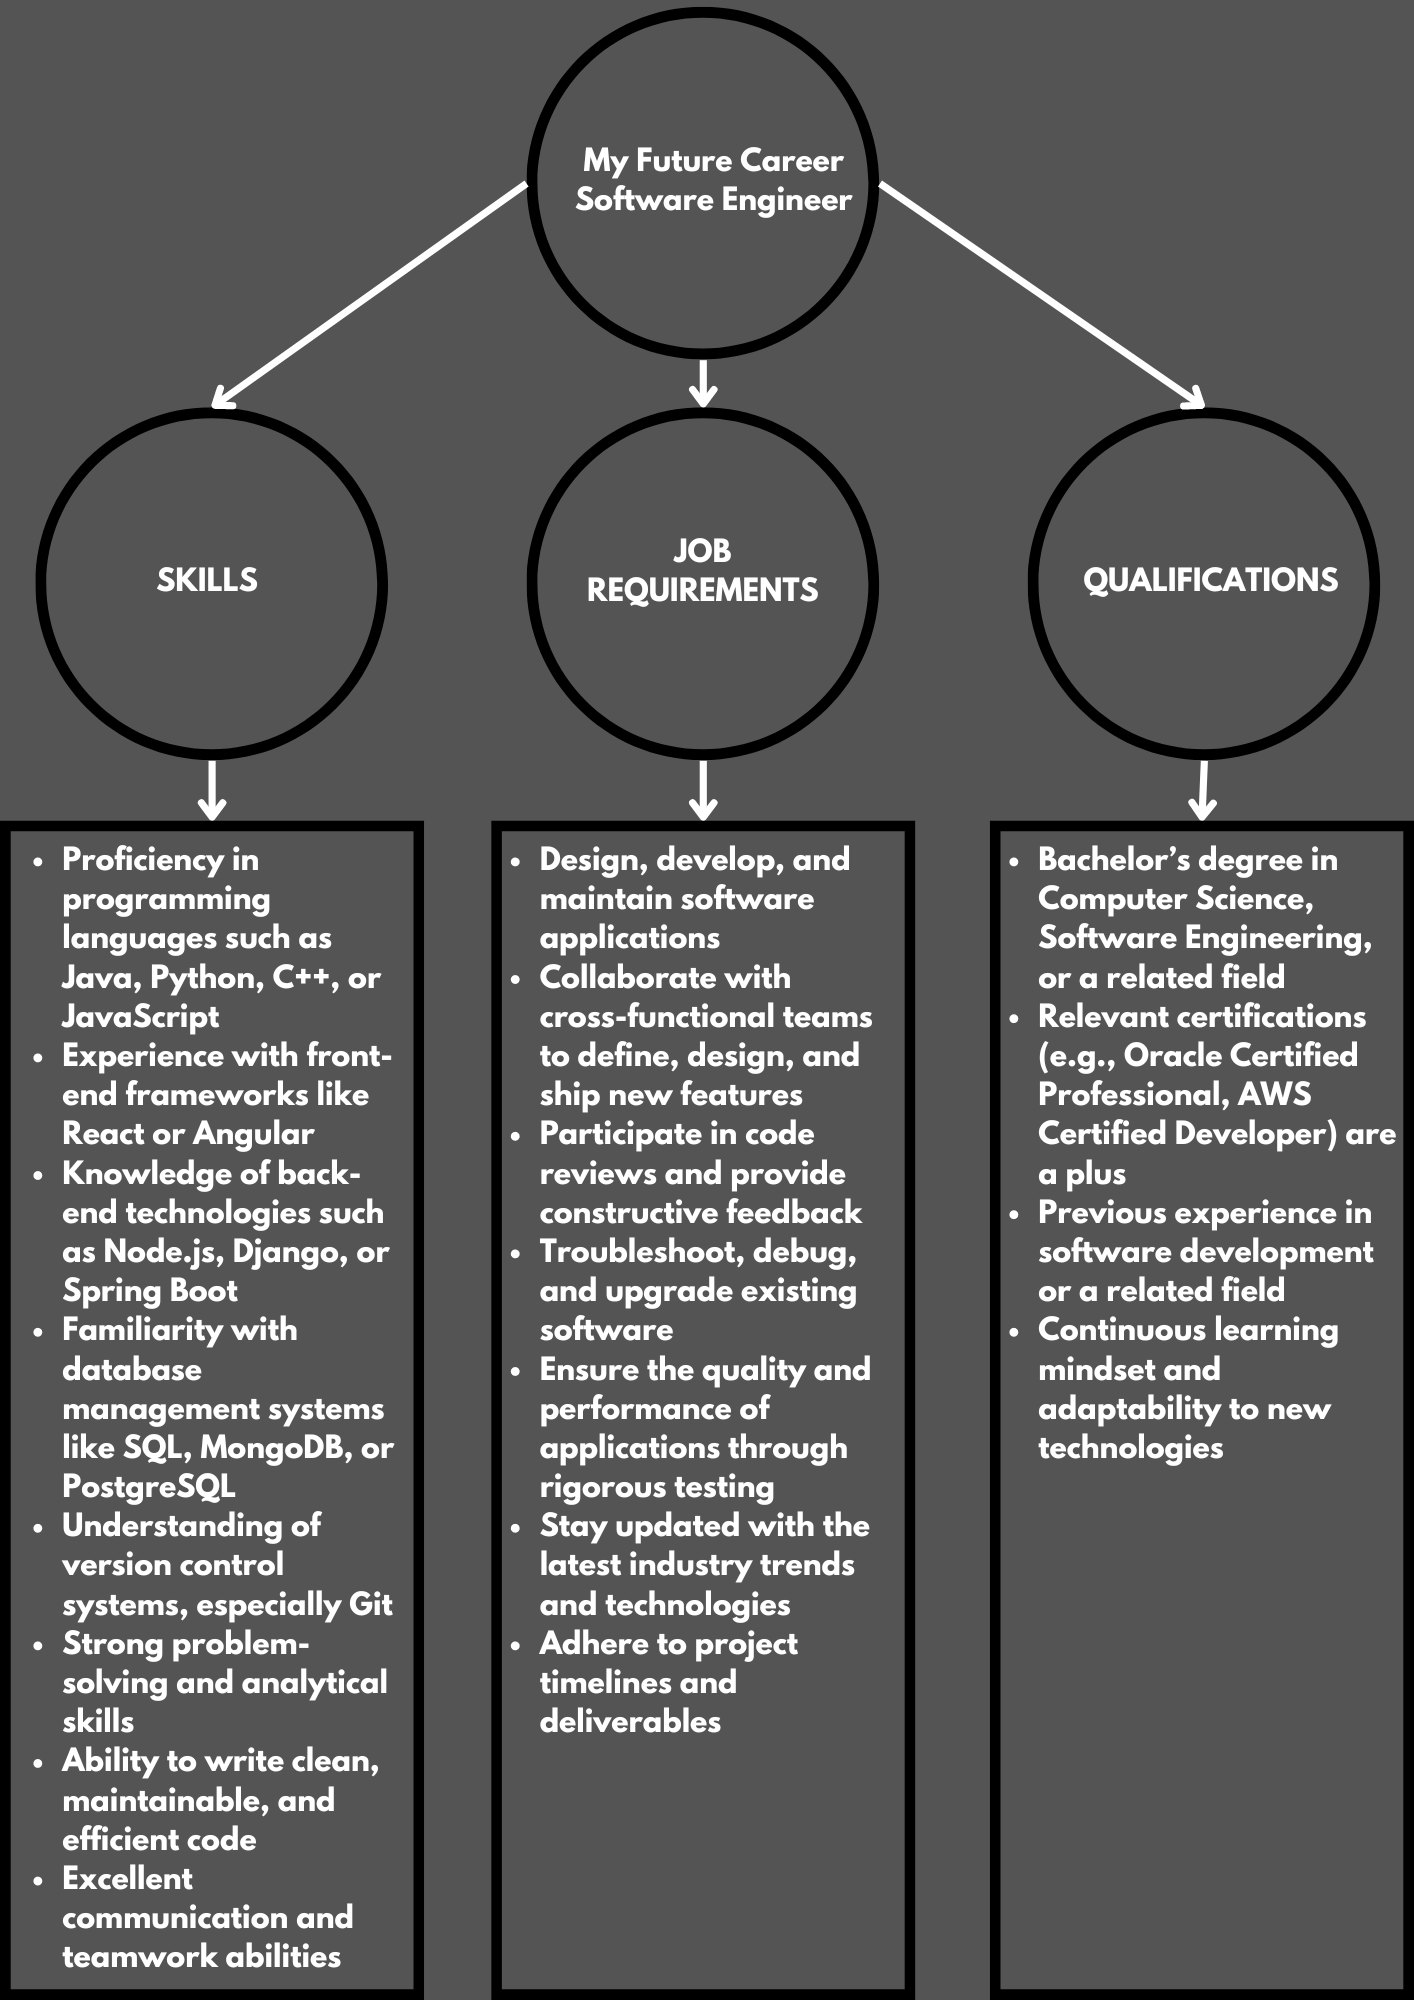 My Future Career
Software Engineer
SKILLS
JOB
REQUIREMENTS
QUALIFICATIONS
• Proficiency in
programming
languages such as
Java, Python, C++, or
JavaScript
• Experience with front-
end frameworks like
React or Angular
• Knowledge of back-
end technologies such
as Node.js, Django, or
Spring Boot
• Familiarity with
database
management systems
like SQL, MongoDB, or
PostgreSQL
• Understanding of
version control
systems, especially Git
• Strong problem-
solving and analytical
skills
• Ability to write clean,
maintainable, and
efficient code
• Excellent
communication and
teamwork abilities
• Design, develop, and
maintain software
applications
• Collaborate with
cross-functional teams
to define, design, and
ship new features
• Participate in code
reviews and provide
constructive feedback
• Troubleshoot, debug,
and upgrade existing
software
• Ensure the quality and
performance of
applications through
rigorous testing
• Stay updated with the
latest industry trends
and technologies
• Adhere to project
timelines and
deliverables
• Bachelor’s degree in
Computer Science,
Software Engineering,
or a related field
• Relevant certifications
(e.g., Oracle Certified
Professional, AWS
Certified Developer) are
a plus
• Previous experience in
software development
or a related field
• Continuous learning
mindset and
adaptability to new
technologies